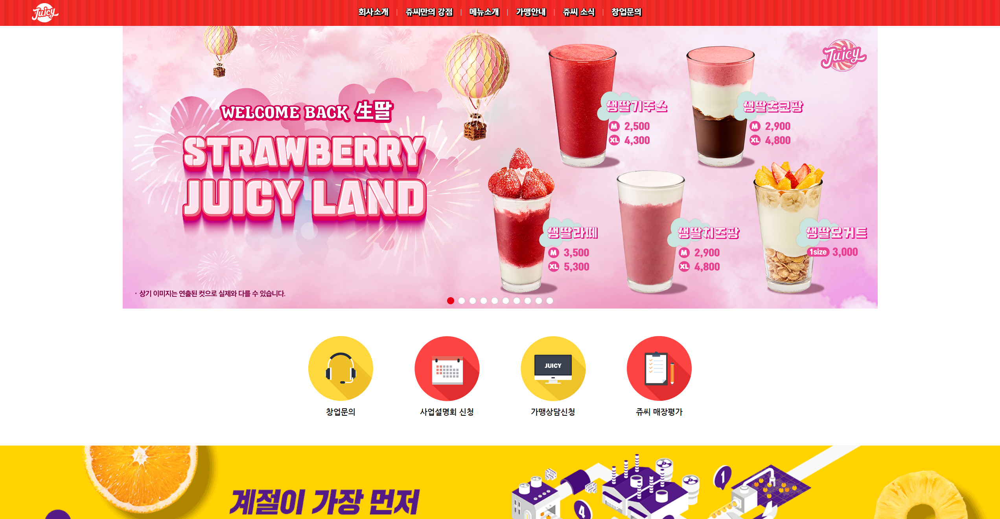 Juicy
회사소개
쥬씨만의 강점
메뉴소개
가맹안내
쥬씨 소식
창업문의
Juicy
WELCOME BACK 生딸
STRAWBERRY
JUICY LAND
생딸기주스
M 2,500
XL 4,300
생딸초코팡
M 2,900
XL 4,800
생딸라떼
M 3,500
XL 5,300
생딸치즈팡
M 2,900
XL 4,800
생딸요거트
1size 3,000
· 상기 이미지는 연출된 컷으로 실제와 다를 수 있습니다.
JUICY
창업문의
사업설명회 신청
가맹상담신청
쥬씨 매장평가
계절이 가장 먼저
1
4